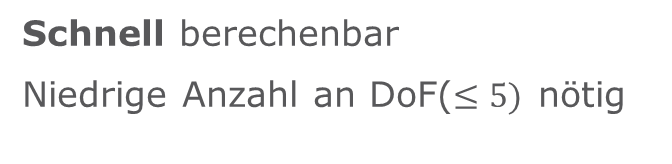 Schnell berechenbar
Niedrige Anzahl an DoF(≤ 5) nötig